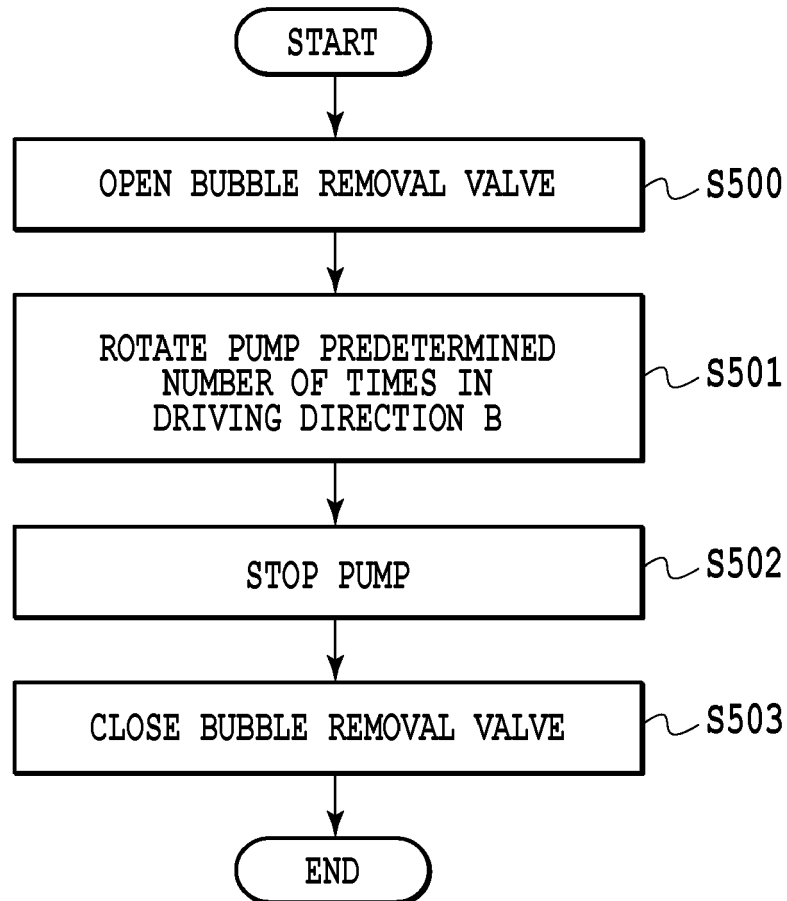 START
OPEN BUBBLE REMOVAL VALVE
S500
ROTATE PUMP PREDETERMINED
NUMBER OF TIMES IN
DRIVING DIRECTION B
S501
STOP PUMP
S502
CLOSE BUBBLE REMOVAL VALVE
S503
END